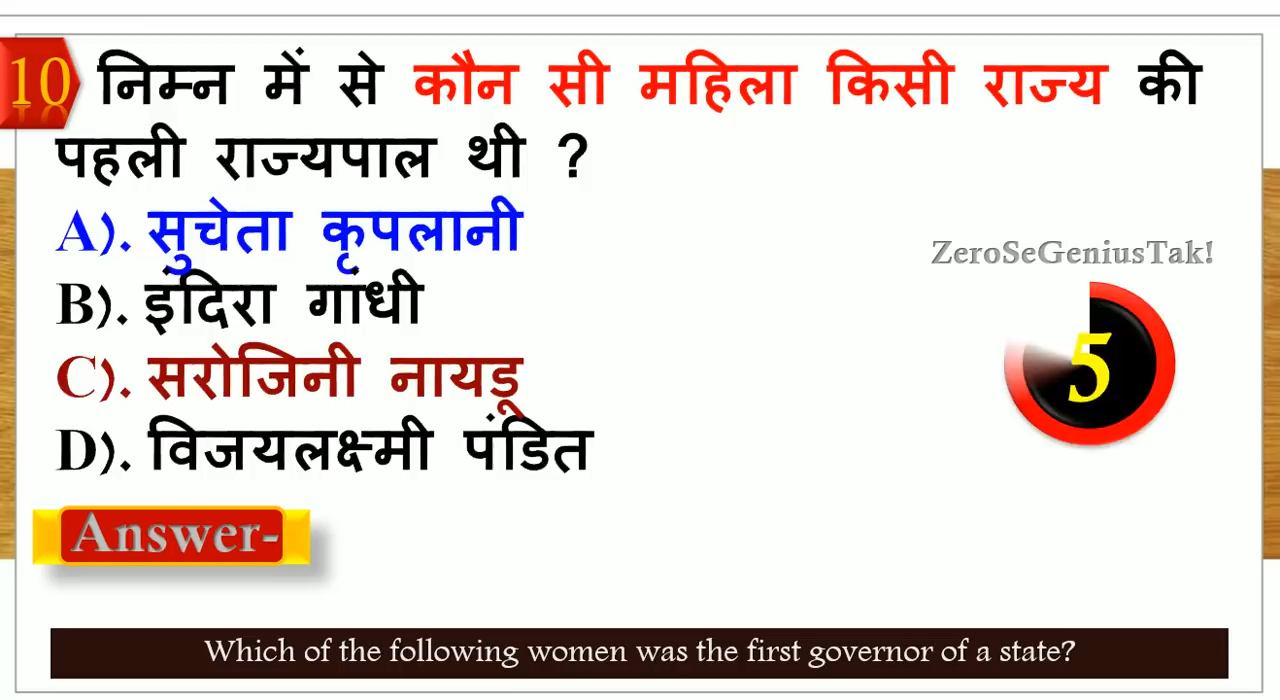 10 निम्न में से कौन सी महिला किसी राज्य की
पहली राज्यपाल थी ?
A). सुचेता कृपलानी
ZeroSeGeniusTak!
B). इंदिरा गांधी
5
C). सरोजिनी नायडू
D). विजयलक्ष्मी पंडित
Answer-
Which of the following women was the first governor of a state?